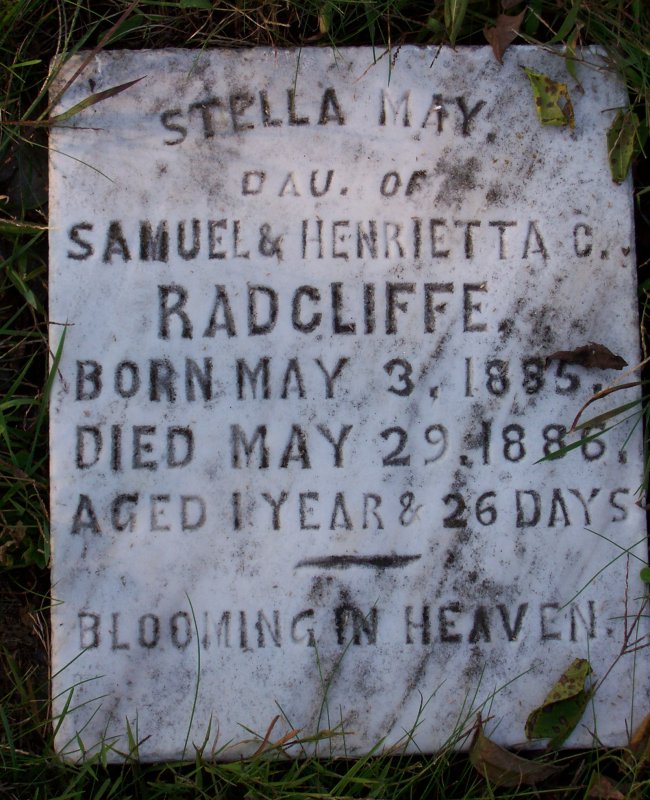 STELLA MAY,
DAU. OF
SAMUEL & HENRIETTA C.
RADCLIFFE.
BORN MAY 3, 1885.
DIED MAY 29, 1886.
AGED 1 YEAR & 26 DAYS
BLOOMING IN HEAVEN.